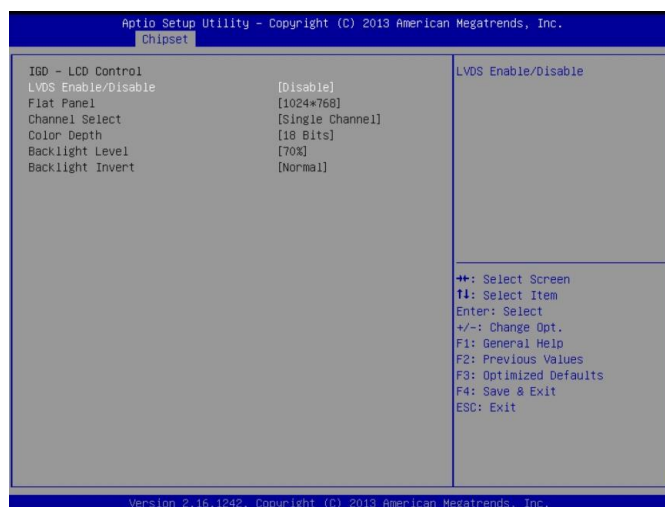 Aptio Setup Utility – Copyright (C) 2013 American Megatrends, Inc.
Chipset
IGD – LCD Control
LVDS Enable/Disable [Disable]
Flat Panel [1024*768]
Channel Select [Single Channel]
Color Depth [18 Bits]
Backlight Level [70%]
Backlight Invert [Normal]
LVDS Enable/Disable
→←: Select Screen
↑↓: Select Item
Enter: Select
+/-: Change Opt.
F1: General Help
F2: Previous Values
F3: Optimized Defaults
F4: Save & Exit
ESC: Exit
Version 2.16.1242. Copyright (C) 2013 American Megatrends, Inc.